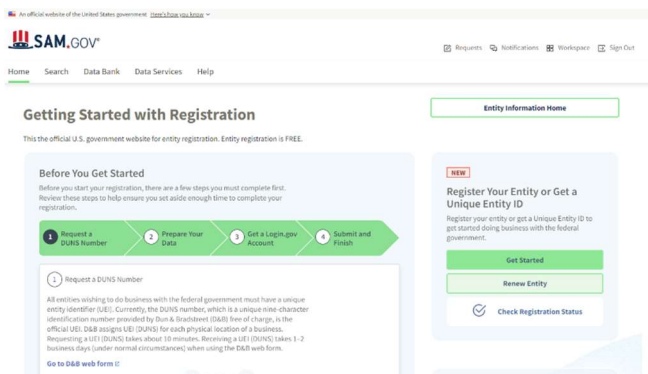 An official website of the United States government Here's how you know
SAM.GOV®
Requests Notifications Workspace Sign Out
Home Search Data Bank Data Services Help
Getting Started with Registration
This the official U.S. government website for entity registration. Entity registration is FREE.
Entity Information Home
Before You Get Started
Before you start your registration, there are a few steps you must complete first.
Review these steps to help ensure you set aside enough time to complete your
registration.
1 Request a
DUNS Number
2 Prepare Your
Data
3 Get a Login.gov
Account
4 Submit and
Finish
1 Request a DUNS Number
All entities wishing to do business with the federal government must have a unique
entity identifier (UEI). Currently, the DUNS number, which is a unique nine-character
identification number provided by Dun & Bradstreet (D&B) free of charge, is the
official UEI. D&B assigns UEI (DUNS) for each physical location of a business.
Requesting a UEI (DUNS) takes about 10 minutes. Receiving a UEI (DUNS) takes 1-2
business days (under normal circumstances) when using the D&B web form.
Go to D&B web form
NEW
Register Your Entity or Get a
Unique Entity ID
Register your entity or get a Unique Entity ID to
get started doing business with the federal
government.
Get Started
Renew Entity
Check Registration Status